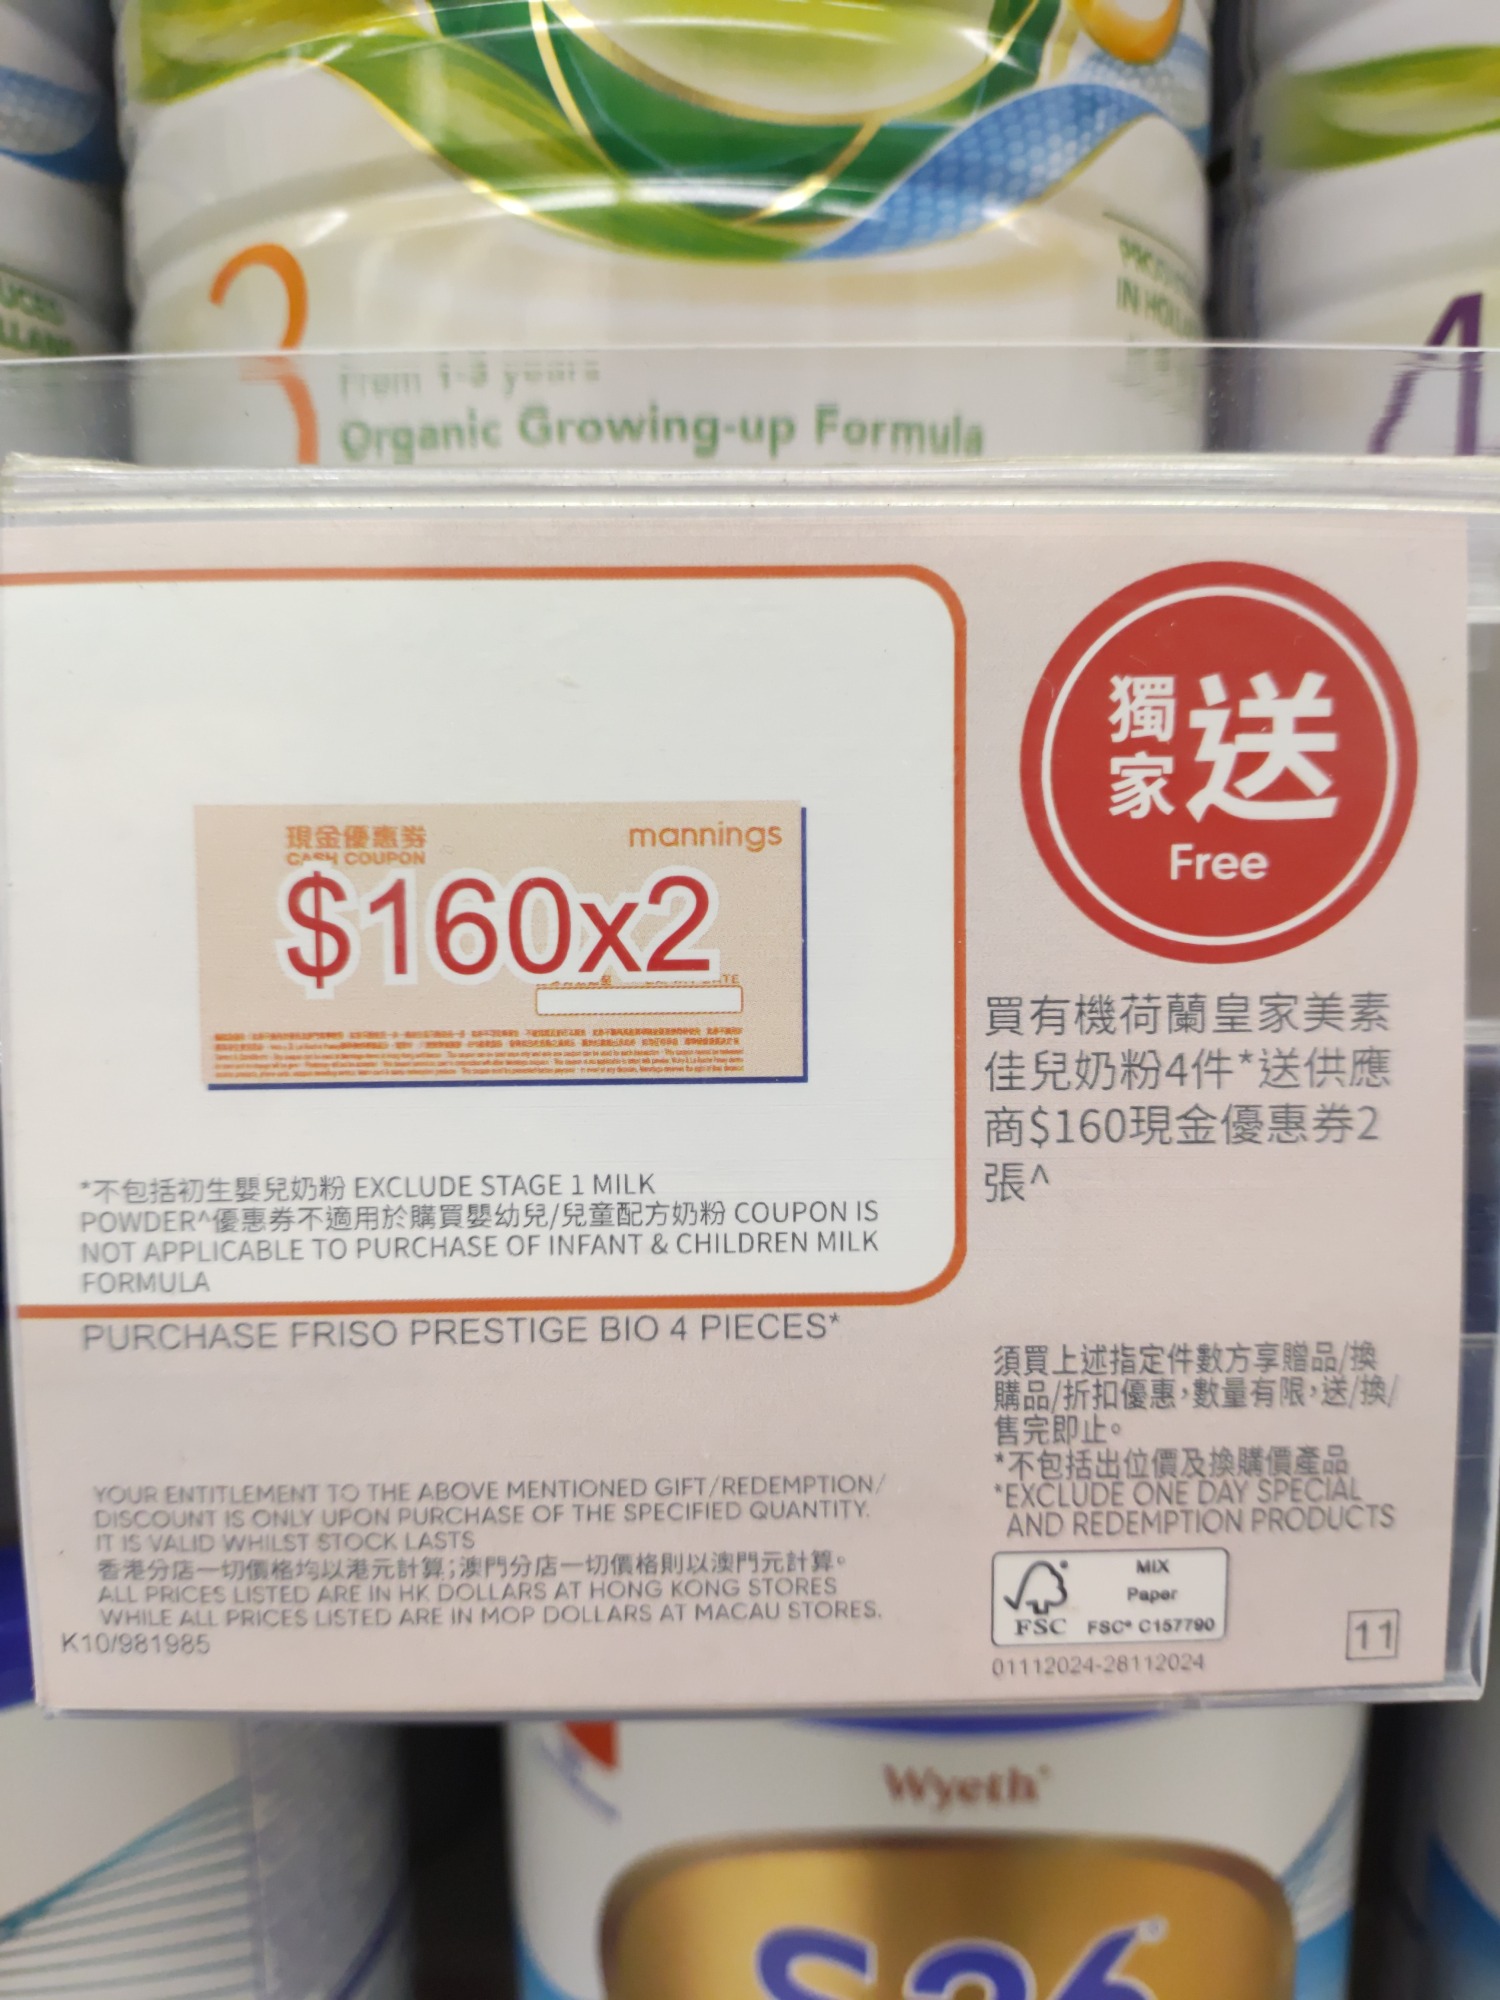 3
From 1-3 years
Organic Growing-up Formula
IN
4
獨家送
Free
現金優惠券
CASH COUPON
mannings
$160x2
買有機荷蘭皇家美素
佳兒奶粉4件*送供應
商$160現金優惠券2
張^
*不包括初生嬰兒奶粉 EXCLUDE STAGE 1 MILK
POWDER^優惠券不適用於購買嬰幼兒/兒童配方奶粉 COUPON IS
NOT APPLICABLE TO PURCHASE OF INFANT & CHILDREN MILK
FORMULA
PURCHASE FRISO PRESTIGE BIO 4 PIECES*
須買上述指定件數方享贈品/換
購品/折扣優惠，數量有限，送/換/
售完即止。
*不包括出位價及換購價產品
*EXCLUDE ONE DAY SPECIAL
AND REDEMPTION PRODUCTS
YOUR ENTITLEMENT TO THE ABOVE MENTIONED GIFT/REDEMPTION/
DISCOUNT IS ONLY UPON PURCHASE OF THE SPECIFIED QUANTITY.
IT IS VALID WHILST STOCK LASTS
香港分店一切價格均以港元計算；澳門分店一切價格則以澳門元計算。
ALL PRICES LISTED ARE IN HK DOLLARS AT HONG KONG STORES
WHILE ALL PRICES LISTED ARE IN MOP DOLLARS AT MACAU STORES.
K10/981985
MIX
Paper
FSC
FSC® C157790
01112024-28112024
11
Wyeth®
S26®